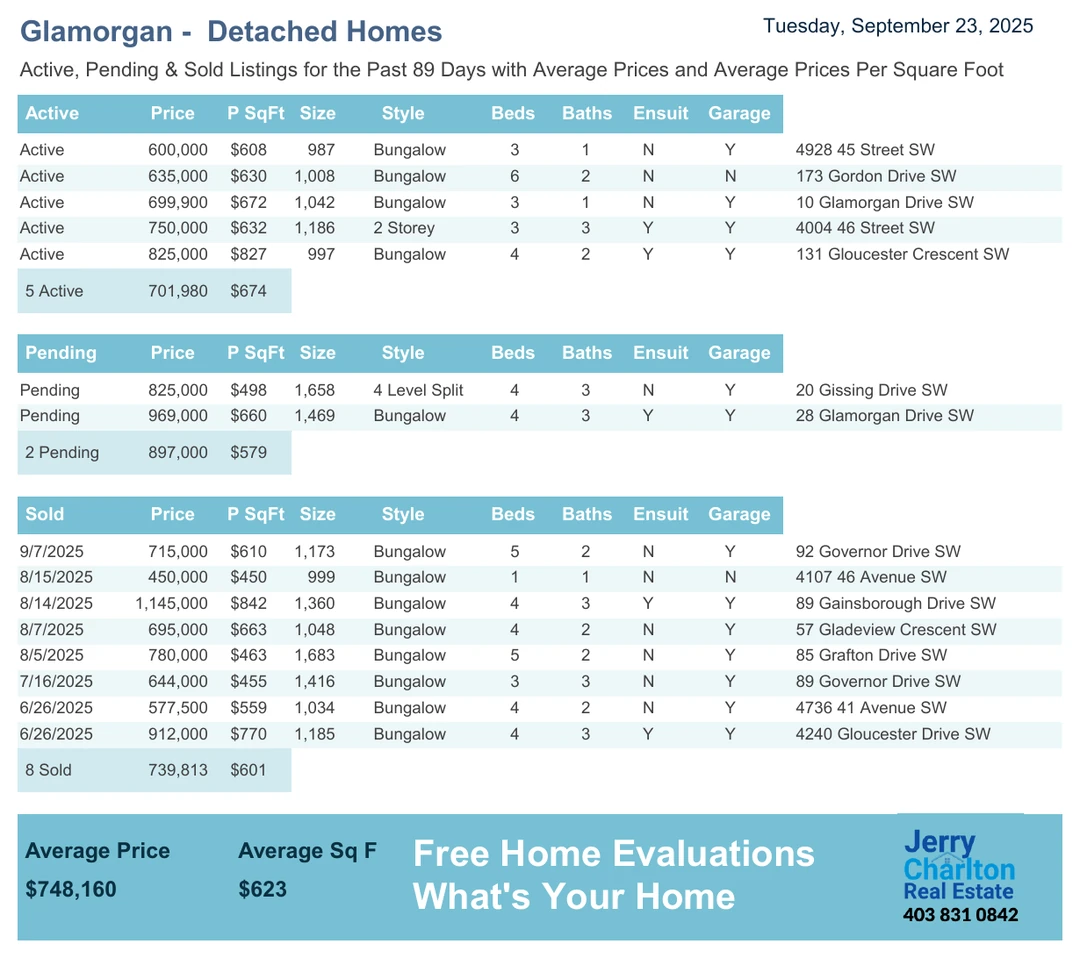 Glamorgan - Detached Homes
Tuesday, September 23, 2025
Active, Pending & Sold Listings for the Past 89 Days with Average Prices and Average Prices Per Square Foot
Active Price P SqFt Size Style Beds Baths Ensuit Garage
Active 600,000 $608 987 Bungalow 3 1 N Y 4928 45 Street SW
Active 635,000 $630 1,008 Bungalow 6 2 N N 173 Gordon Drive SW
Active 699,900 $672 1,042 Bungalow 3 1 N Y 10 Glamorgan Drive SW
Active 750,000 $632 1,186 2 Storey 3 3 Y Y 4004 46 Street SW
Active 825,000 $827 997 Bungalow 4 2 Y Y 131 Gloucester Crescent SW
5 Active 701,980 $674
Pending Price P SqFt Size Style Beds Baths Ensuit Garage
Pending 825,000 $498 1,658 4 Level Split 4 3 N Y 20 Gissing Drive SW
Pending 969,000 $660 1,469 Bungalow 4 3 Y Y 28 Glamorgan Drive SW
2 Pending 897,000 $579
Sold Price P SqFt Size Style Beds Baths Ensuit Garage
9/7/2025 715,000 $610 1,173 Bungalow 5 2 N Y 92 Governor Drive SW
8/15/2025 450,000 $450 999 Bungalow 1 1 N N 4107 46 Avenue SW
8/14/2025 1,145,000 $842 1,360 Bungalow 4 3 Y Y 89 Gainsborough Drive SW
8/7/2025 695,000 $663 1,048 Bungalow 4 2 N Y 57 Gladeview Crescent SW
8/5/2025 780,000 $463 1,683 Bungalow 5 2 N Y 85 Grafton Drive SW
7/16/2025 644,000 $455 1,416 Bungalow 3 3 N Y 89 Governor Drive SW
6/26/2025 577,500 $559 1,034 Bungalow 4 2 N Y 4736 41 Avenue SW
6/26/2025 912,000 $770 1,185 Bungalow 4 3 Y Y 4240 Gloucester Drive SW
8 Sold 739,813 $601
Average Price Average Sq F
$748,160 $623
Free Home Evaluations
What's Your Home
Jerry
Charlton
Real Estate
403 831 0842